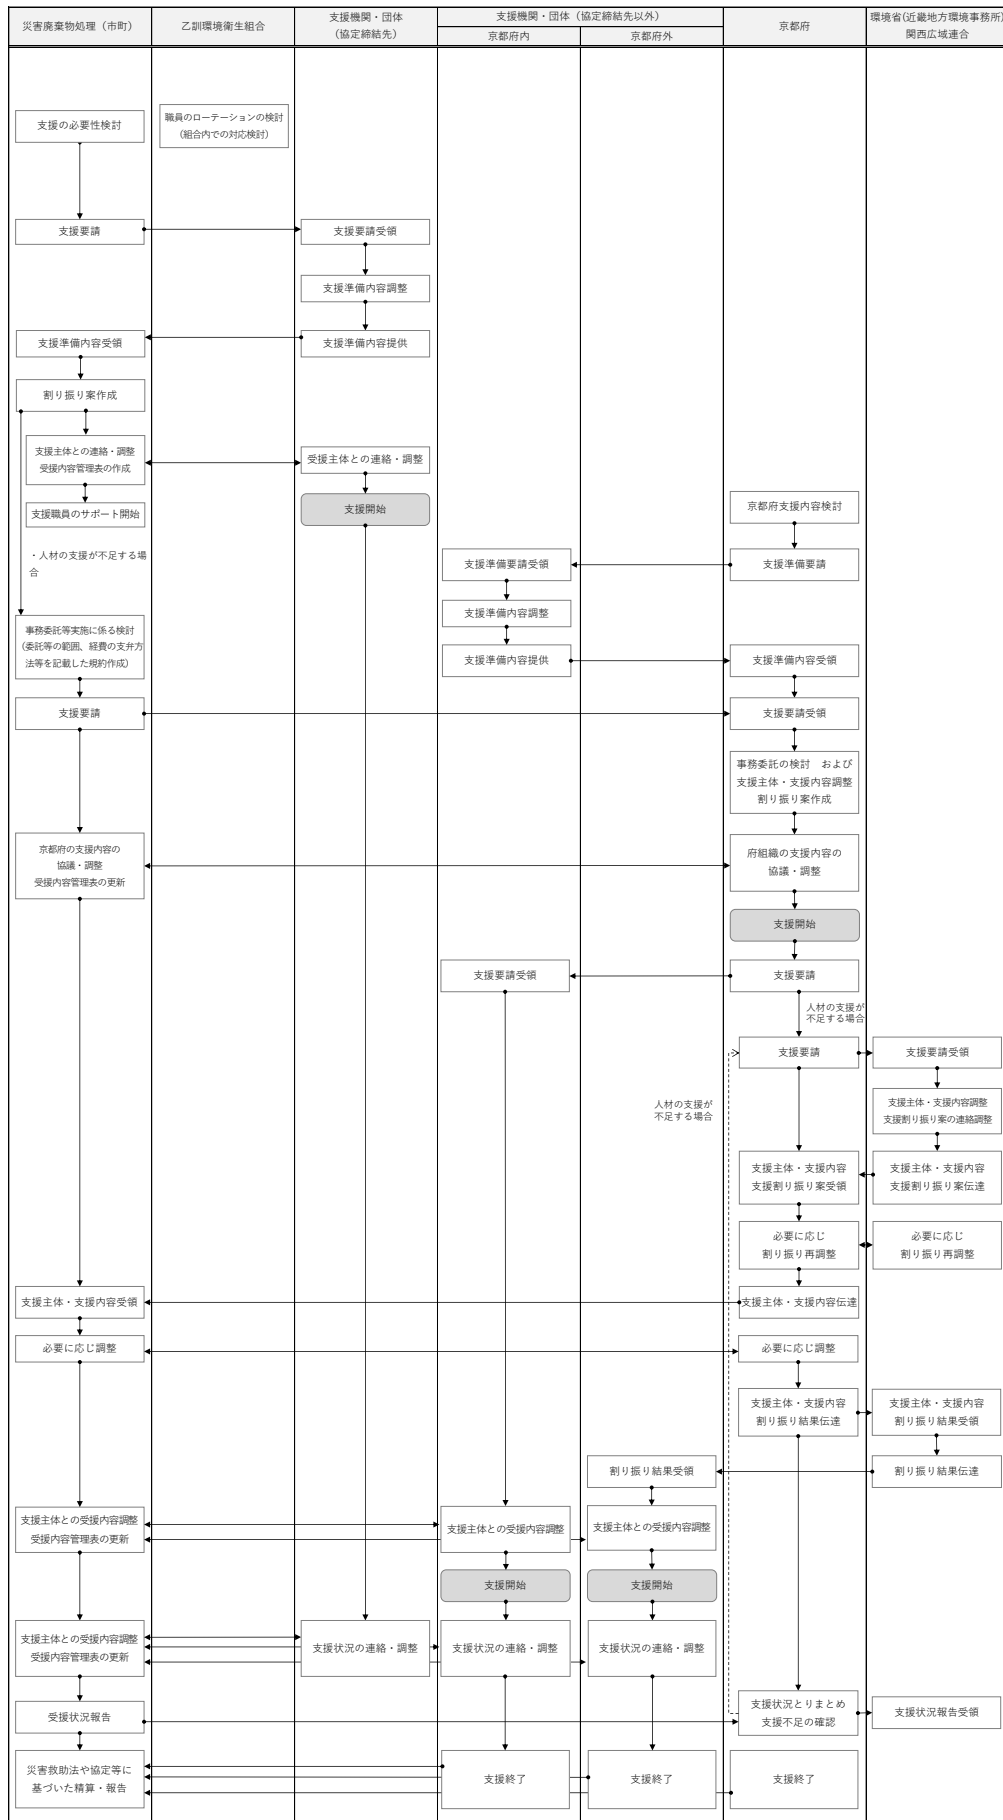 災害廃棄物処理（市町）
乙訓環境衛生組合
支援機関・団体
（協定締結先）
支援機関・団体（協定締結先以外）
京都府内
京都府外
京都府
環境省(近畿地方環境事務所)
関西広域連合
支援の必要性検討
職員のローテーションの検討
（組合内での対応検討）
支援要請
支援要請受領
支援準備内容調整
支援準備内容受領
支援準備内容提供
割り振り案作成
支援主体との連絡・調整
受援内容管理表の作成
受援主体との連絡・調整
支援職員のサポート開始
支援開始
京都府支援内容検討
・人材の支援が不足する場
合
支援準備要請受領
支援準備要請
支援準備内容調整
事務委託等実施に係る検討
（委託等の範囲、経費の支弁方
法等を記載した規約作成）
支援準備内容提供
支援準備内容受領
支援要請
支援要請受領
事務委託の検討　および
支援主体・支援内容調整
割り振り案作成
京都府の支援内容の
協議・調整
受援内容管理表の更新
府組織の支援内容の
協議・調整
支援開始
支援要請受領
支援要請
人材の支援が
不足する場合
支援要請
支援要請受領
人材の支援が
不足する場合
支援主体・支援内容調整
支援割り振り案の連絡調整
支援主体・支援内容
支援割り振り案受領
支援主体・支援内容
支援割り振り案伝達
必要に応じ
割り振り再調整
必要に応じ
割り振り再調整
支援主体・支援内容受領
支援主体・支援内容伝達
必要に応じ調整
必要に応じ調整
支援主体・支援内容
割り振り結果伝達
支援主体・支援内容
割り振り結果受領
割り振り結果受領
割り振り結果伝達
支援主体との受援内容調整
受援内容管理表の更新
支援主体との受援内容調整
支援主体との受援内容調整
支援開始
支援開始
支援主体との受援内容調整
受援内容管理表の更新
支援状況の連絡・調整
支援状況の連絡・調整
支援状況の連絡・調整
受援状況報告
支援状況とりまとめ
支援不足の確認
支援状況報告受領
災害救助法や協定等に
基づいた精算・報告
支援終了
支援終了
支援終了